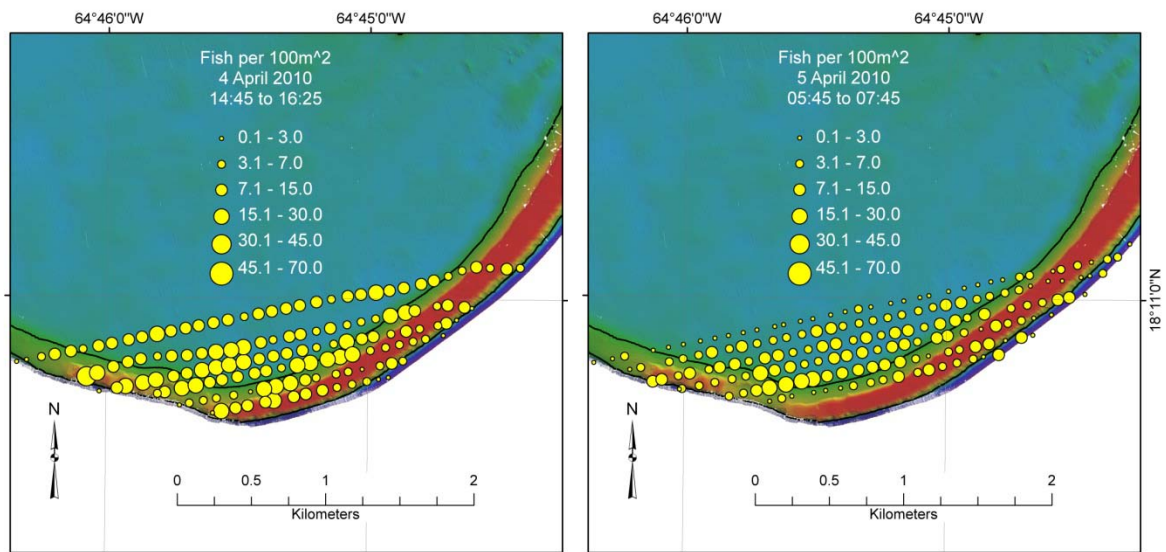 64°46'0"W
64°45'0"W
Fish per 100m^2
4 April 2010
14:45 to 16:25
0.1 - 3.0
3.1 - 7.0
7.1 - 15.0
15.1 - 30.0
30.1 - 45.0
45.1 - 70.0
N
0 0.5 1 2
Kilometers
64°46'0"W
64°45'0"W
Fish per 100m^2
5 April 2010
05:45 to 07:45
0.1 - 3.0
3.1 - 7.0
7.1 - 15.0
15.1 - 30.0
30.1 - 45.0
45.1 - 70.0
18°11'0"N
N
0 0.5 1 2
Kilometers